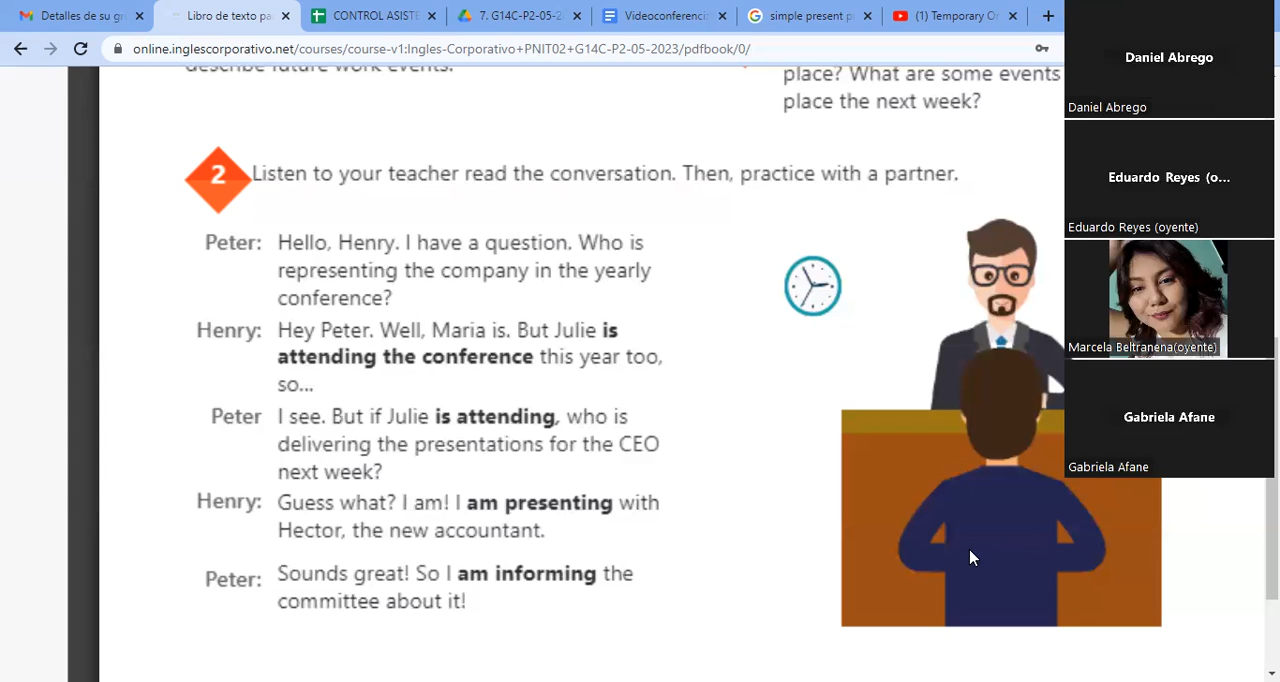 Detalles de su gr
Libro de texto pa
CONTROL ASIST
7. G14C-P2-05-2
Videoconferenci
simple present p
(1) Temporary O
online.inglescorporativo.net/courses/course-v1:Ingles-Corporativo+PNIT02+G14C-P2-05-2023/pdfbook/0/
describe future work events.
place? What are some events
place the next week?
2
Listen to your teacher read the conversation. Then, practice with a partner.
Peter: Hello, Henry. I have a question. Who is
representing the company in the yearly
conference?
Henry: Hey Peter. Well, Maria is. But Julie is
attending the conference this year too,
so...
Peter I see. But if Julie is attending, who is
delivering the presentations for the CEO
next week?
Henry: Guess what? I am! I am presenting with
Hector, the new accountant.
Peter: Sounds great! So I am informing the
committee about it!
Daniel Abrego
Daniel Abrego
Eduardo Reyes (o...
Eduardo Reyes (oyente)
Marcela Beltranena(oyente)
Gabriela Afane
Gabriela Afane